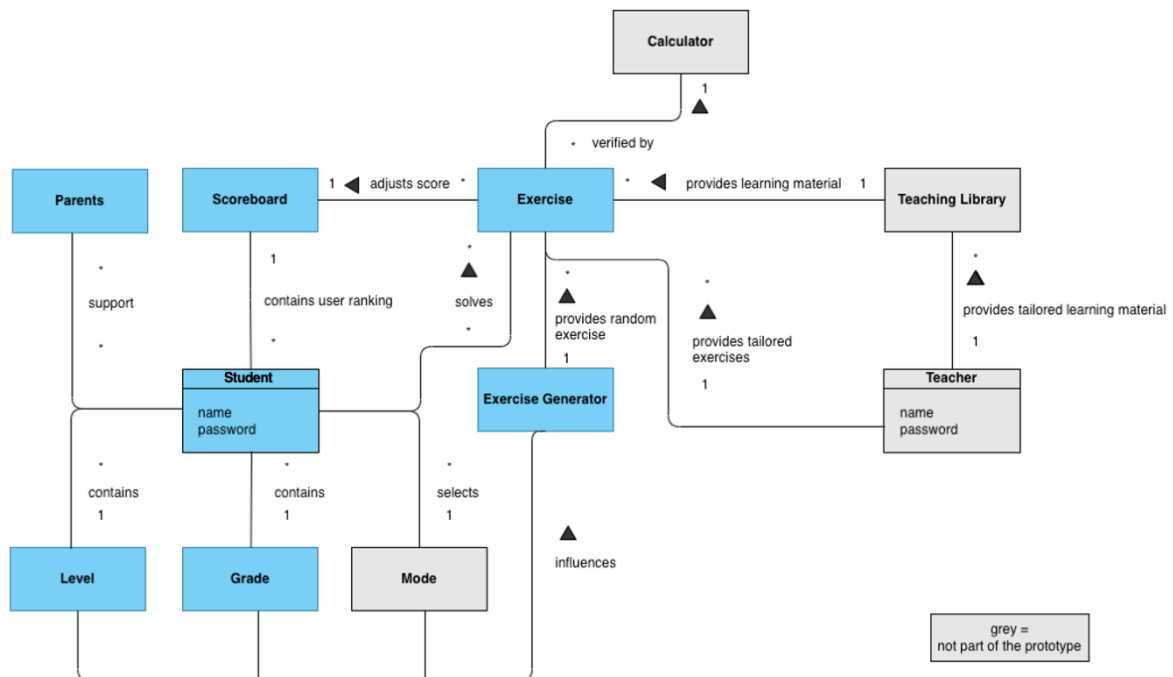 Calculator
1
* verified by
Parents
Scoreboard
1 adjusts score *
Exercise
* provides learning material 1
Teaching Library
*
support
*
1
contains user ranking
*
*
solves
*
*
provides random
exercise
1
*
provides tailored
exercises
1
*
provides tailored learning material
1
Student
name
password
Exercise Generator
Teacher
name
password
*
contains
1
*
contains
1
*
selects
1
influences
Level
Grade
Mode
grey =
not part of the prototype